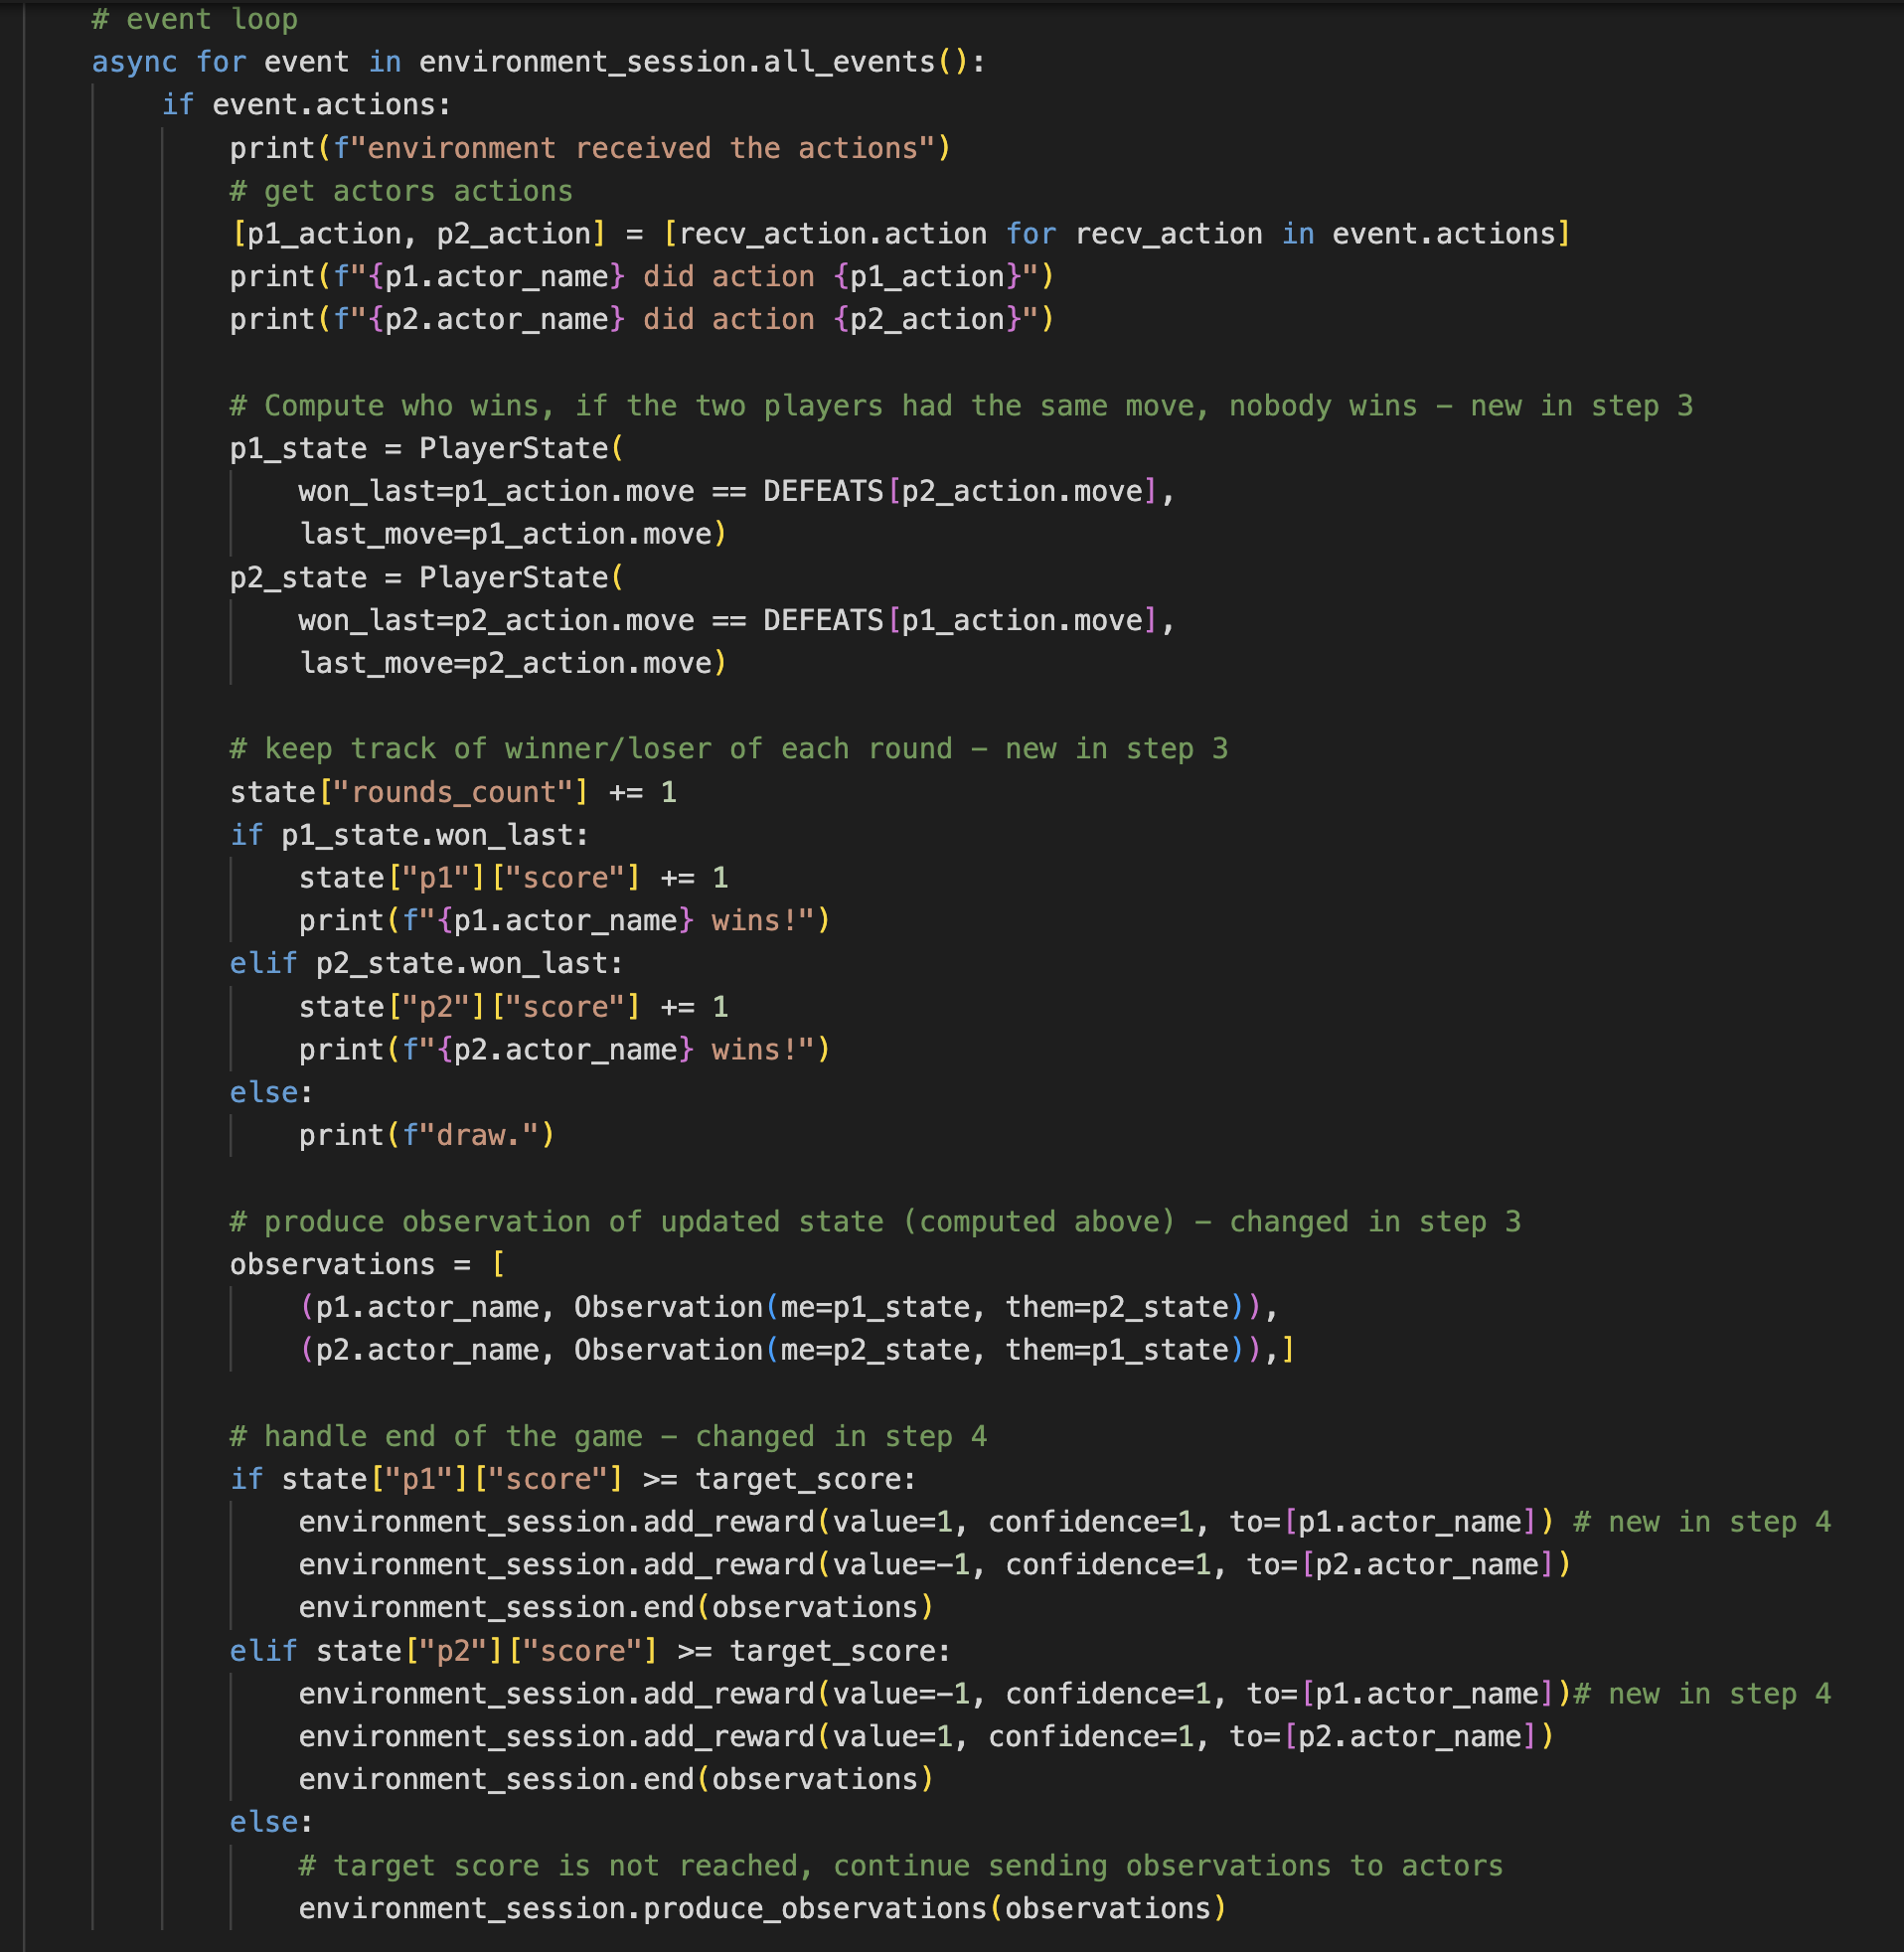 # event loop
async for event in environment_session.all_events():
if event.actions:
print(f"environment received the actions")
# get actors actions
[p1_action, p2_action] = [recv_action.action for recv_action in event.actions]
print(f"{p1.actor_name} did action {p1_action}")
print(f"{p2.actor_name} did action {p2_action}")
# Compute who wins, if the two players had the same move, nobody wins – new in step 3
p1_state = PlayerState(
won_last=p1_action.move == DEFEATS[p2_action.move],
last_move=p1_action.move)
p2_state = PlayerState(
won_last=p2_action.move == DEFEATS[p1_action.move],
last_move=p2_action.move)
# keep track of winner/loser of each round – new in step 3
state["rounds_count"] += 1
if p1_state.won_last:
state["p1"]["score"] += 1
print(f"{p1.actor_name} wins!")
elif p2_state.won_last:
state["p2"]["score"] += 1
print(f"{p2.actor_name} wins!")
else:
print(f"draw.")
# produce observation of updated state (computed above) – changed in step 3
observations = [
(p1.actor_name, Observation(me=p1_state, them=p2_state)),
(p2.actor_name, Observation(me=p2_state, them=p1_state)),]
# handle end of the game – changed in step 4
if state["p1"]["score"] >= target_score:
environment_session.add_reward(value=1, confidence=1, to=[p1.actor_name]) # new in step 4
environment_session.add_reward(value=-1, confidence=1, to=[p2.actor_name])
environment_session.end(observations)
elif state["p2"]["score"] >= target_score:
environment_session.add_reward(value=-1, confidence=1, to=[p1.actor_name])# new in step 4
environment_session.add_reward(value=1, confidence=1, to=[p2.actor_name])
environment_session.end(observations)
else:
# target score is not reached, continue sending observations to actors
environment_session.produce_observations(observations)